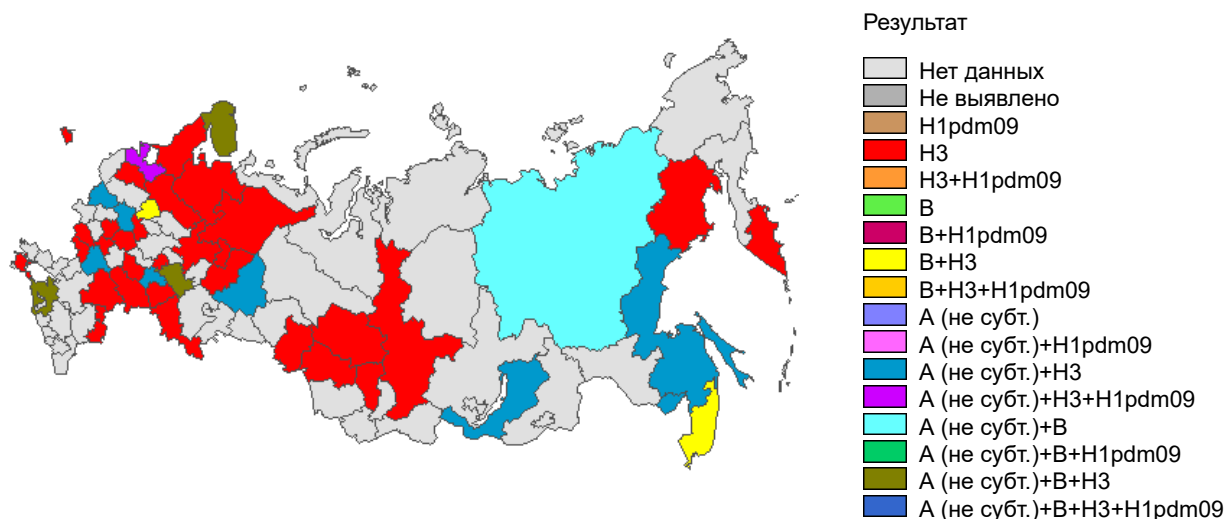 Результат
Нет данных
Не выявлено
H1pdm09
H3
H3+H1pdm09
B
B+H1pdm09
B+H3
B+H3+H1pdm09
А (не субт.)
А (не субт.)+H1pdm09
А (не субт.)+H3
А (не субт.)+H3+H1pdm09
А (не субт.)+B
А (не субт.)+B+H1pdm09
А (не субт.)+B+H3
А (не субт.)+B+H3+H1pdm09